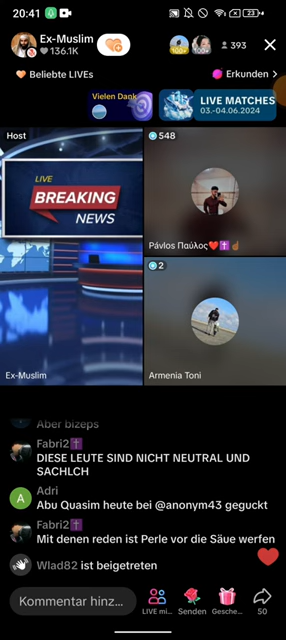 20:41
23
Ex-Muslim
136.1K
100+
100+
393
Beliebte LIVEs
Erkunden
Vielen Dank
LIVE MATCHES
03.-04.06.2024
Host
LIVE
BREAKING
NEWS
Ex-Muslim
548
Pávlos Παύλος❤️✝️☝🏽
2
Armenia Toni
Aber bizeps
Fabri2✝️
DIESE LEUTE SIND NICHT NEUTRAL UND
SACHLCH
A
Adri
Abu Quasim heute bei @anonym43 geguckt
Fabri2✝️
Mit denen reden ist Perle vor die Säue werfen
Wlad82 ist beigetreten
Kommentar hinz...
LIVE mi...
Senden
Gesche...
50